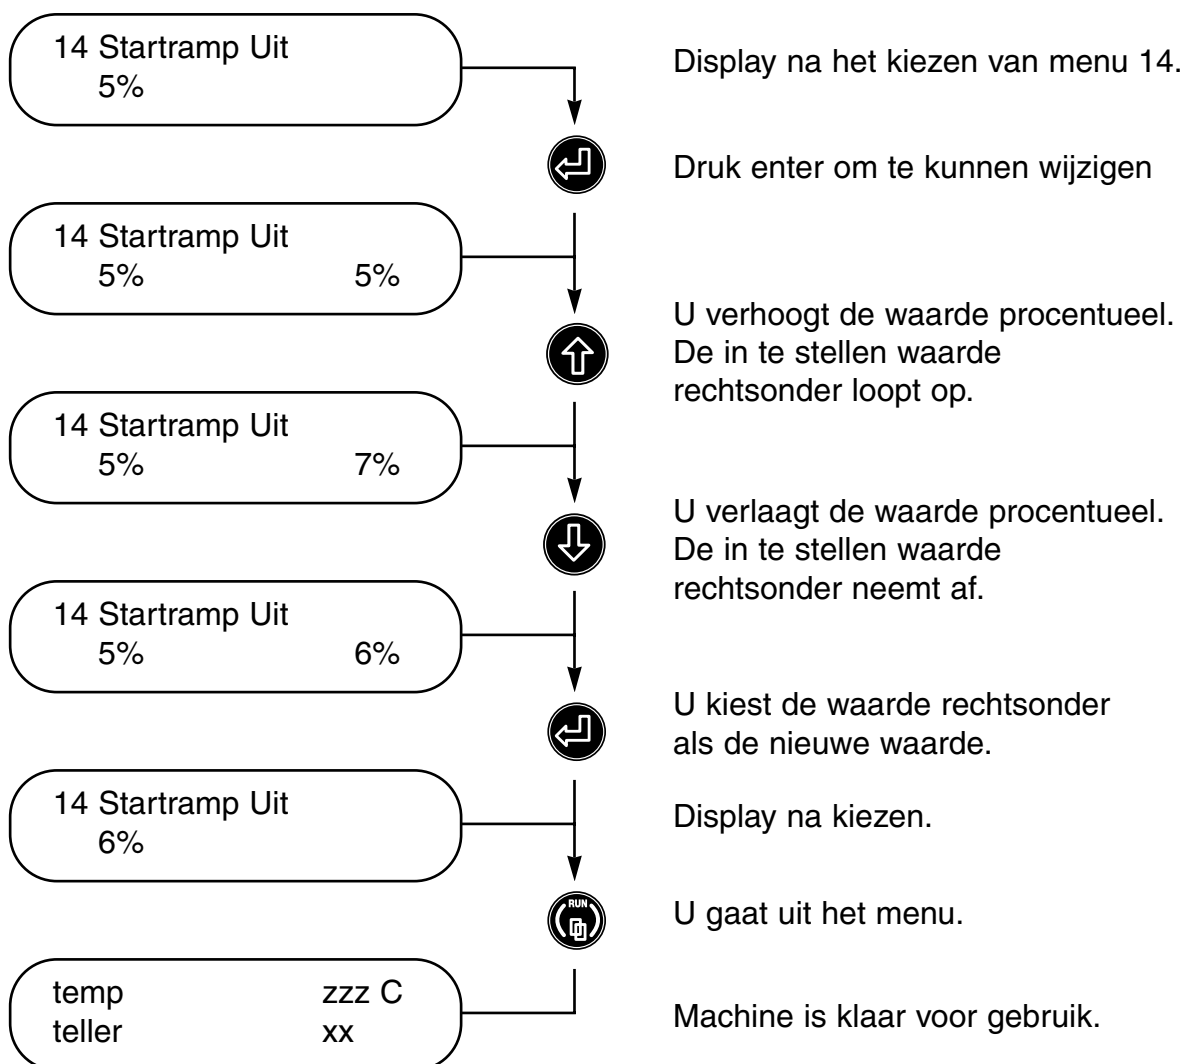 14 Startramp Uit
5%
Display na het kiezen van menu 14.
Druk enter om te kunnen wijzigen
14 Startramp Uit
5% 5%
U verhoogt de waarde procentueel.
De in te stellen waarde
rechtsonder loopt op.
14 Startramp Uit
5% 7%
U verlaagt de waarde procentueel.
De in te stellen waarde
rechtsonder neemt af.
14 Startramp Uit
5% 6%
U kiest de waarde rechtsonder
als de nieuwe waarde.
14 Startramp Uit
6%
Display na kiezen.
RUN
U gaat uit het menu.
temp zzz C
teller xx
Machine is klaar voor gebruik.